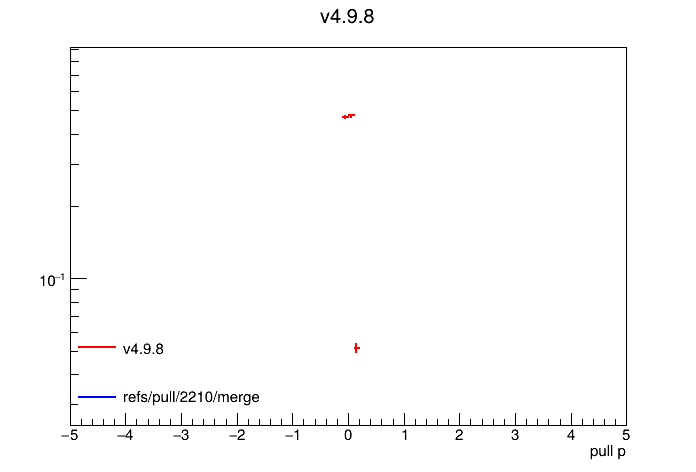 v4.9.8
10⁻¹
v4.9.8
refs/pull/2210/merge
−5 −4 −3 −2 −1 0 1 2 3 4 5
pull p